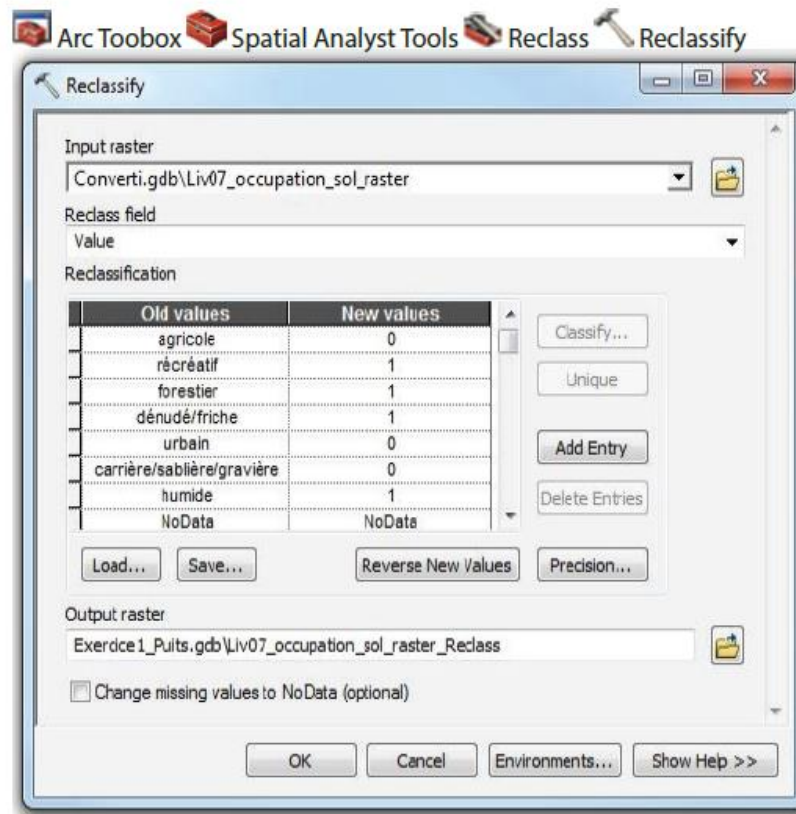 Arc Toobox Spatial Analyst Tools Reclass Reclassify
Reclassify
Input raster
Converti.gdb\Liv07_occupation_sol_raster
Reclass field
Value
Reclassification
Old values New values
agricole 0
récréatif 1
forestier 1
dénudé/friche 1
urbain 0
carrière/sablière/gravière 0
humide 1
NoData NoData
Classify...
Unique
Add Entry
Delete Entries
Load... Save... Reverse New Values Precision...
Output raster
Exercice1_Puits.gdb\Liv07_occupation_sol_raster_Reclass
Change missing values to NoData (optional)
OK Cancel Environments... Show Help >>